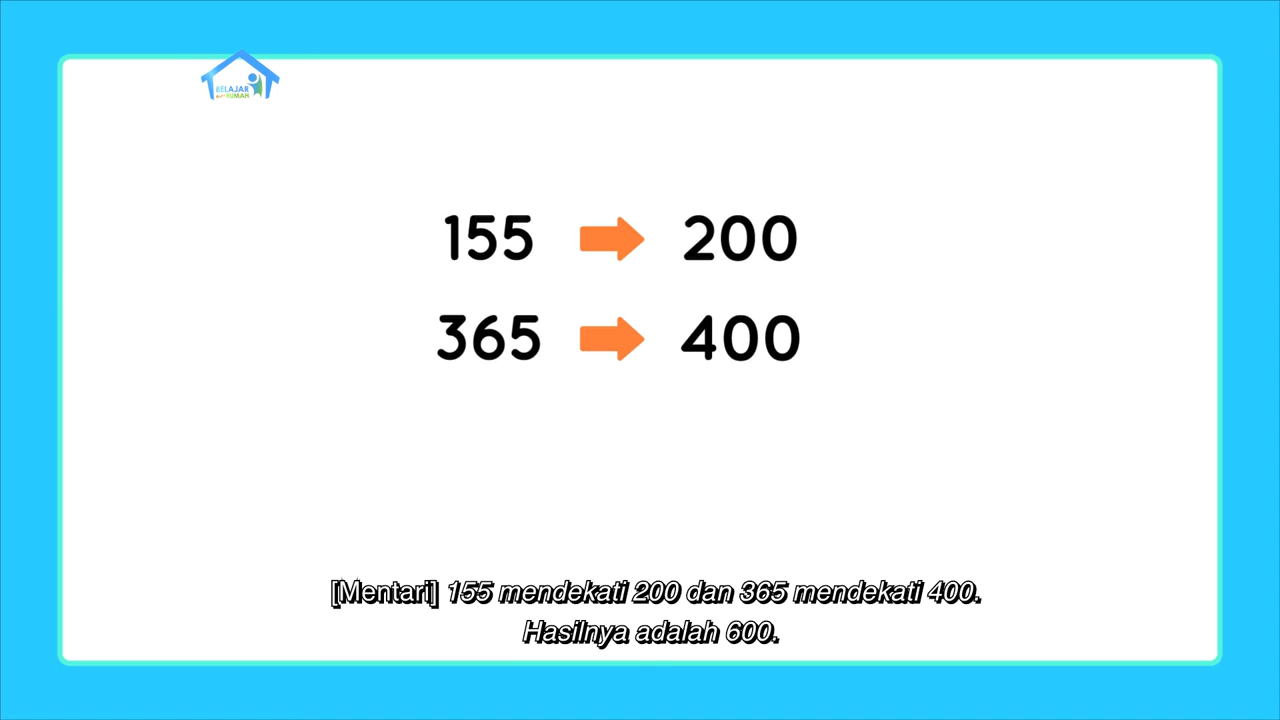 BELAJAR
dari RUMAH
155 200
365 400
[Mentari] 155 mendekati 200 dan 365 mendekati 400.
Hasilnya adalah 600.